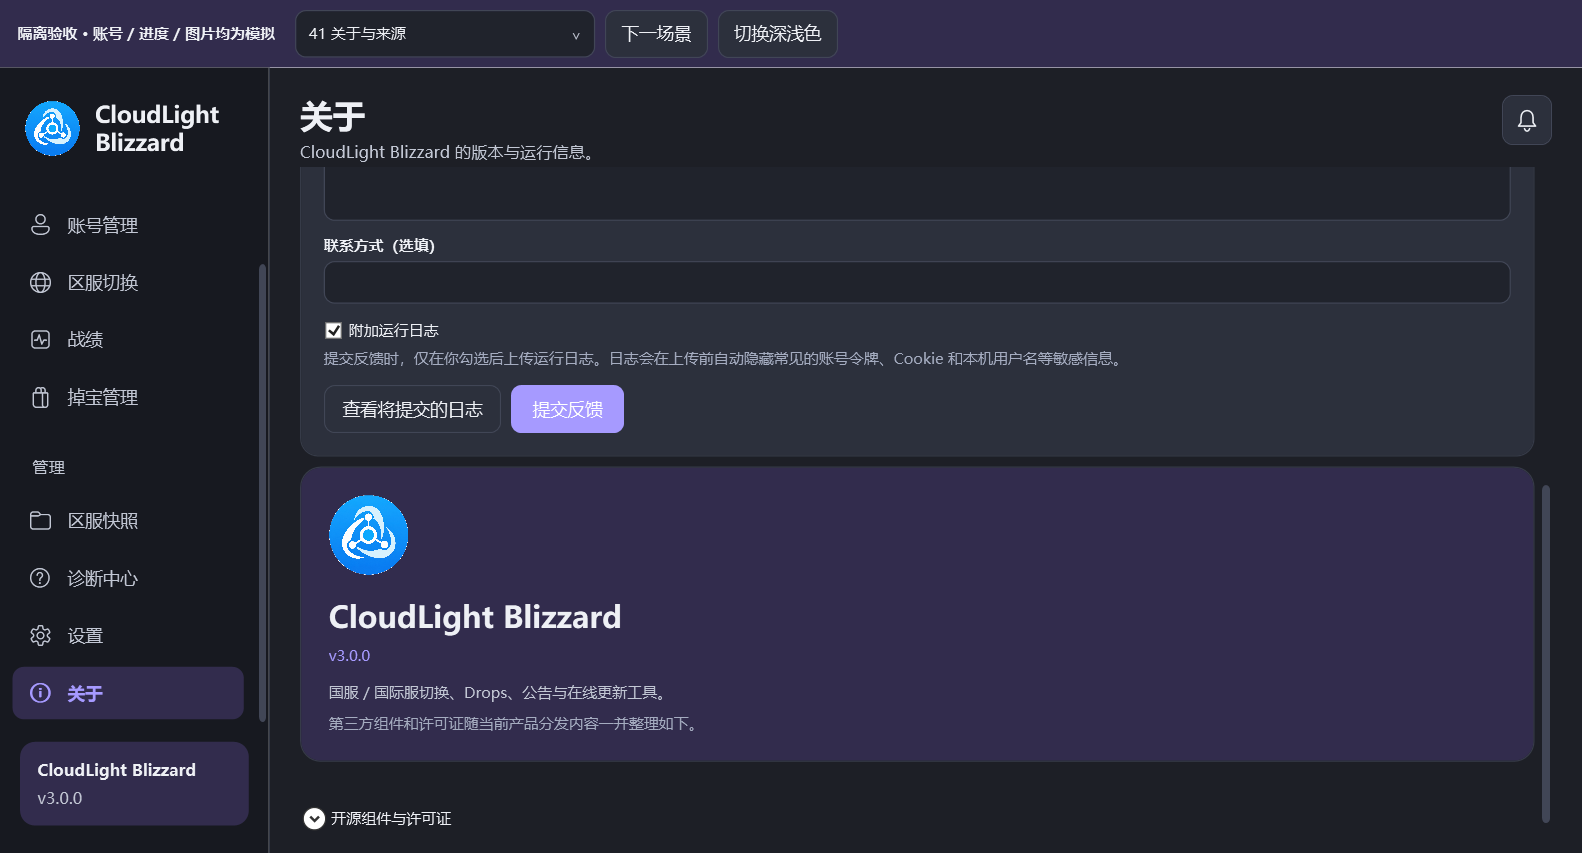 隔离验收·账号 / 进度 / 图片均为模拟
41 关于与来源
下一场景
切换深浅色
CloudLight
Blizzard
账号管理
区服切换
战绩
掉宝管理
管理
区服快照
诊断中心
设置
关于
CloudLight Blizzard
v3.0.0
关于
CloudLight Blizzard 的版本与运行信息。
联系方式（选填）
附加运行日志
提交反馈时，仅在你勾选后上传运行日志。日志会在上传前自动隐藏常见的账号令牌、Cookie 和本机用户名等敏感信息。
查看将提交的日志
提交反馈
CloudLight Blizzard
v3.0.0
国服 / 国际服切换、Drops、公告与在线更新工具。
第三方组件和许可证随当前产品分发内容一并整理如下。
开源组件与许可证